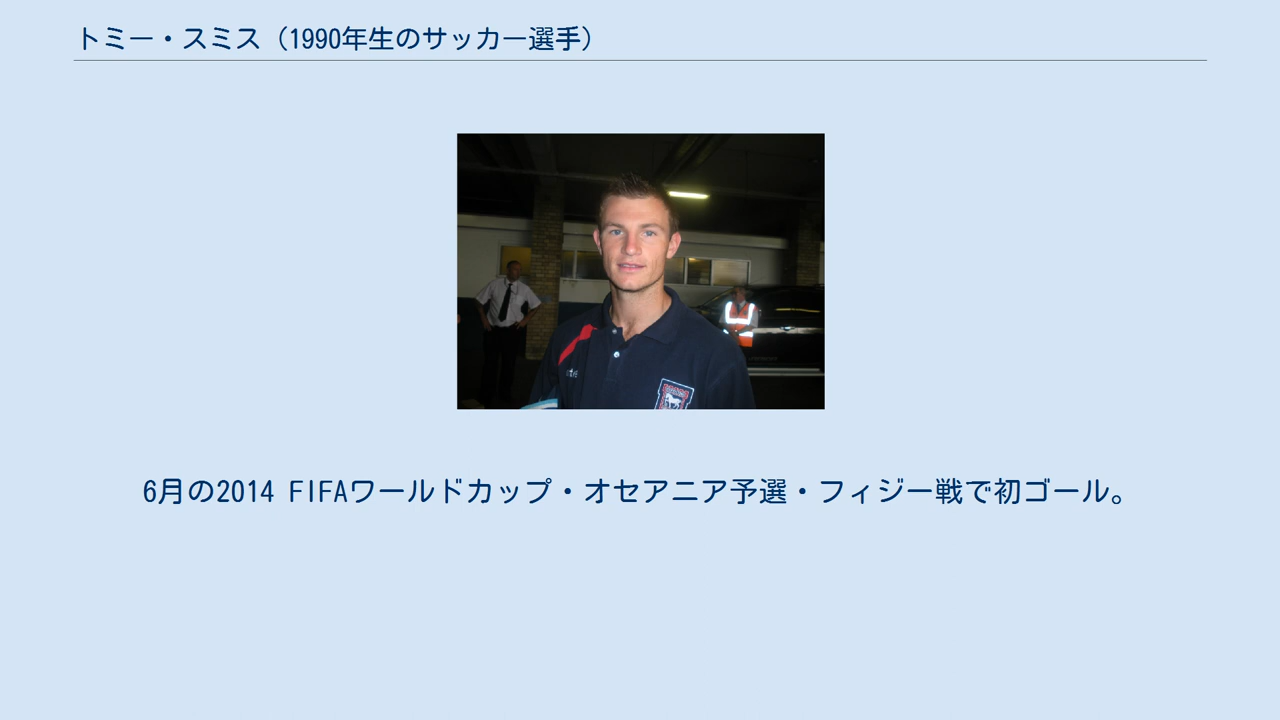 トミー・スミス（1990年生のサッカー選手）
6月の2014 FIFAワールドカップ・オセアニア予選・フィジー戦で初ゴール。